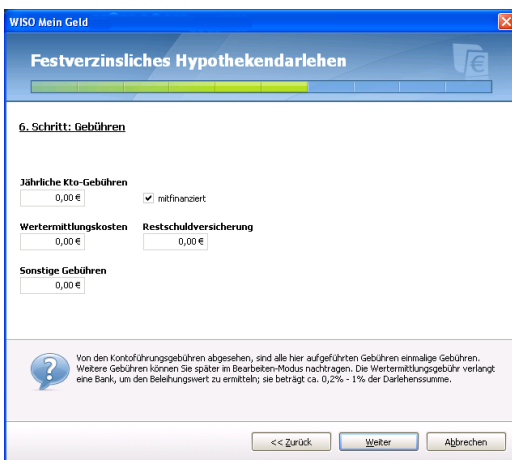 WISO Mein Geld
Festverzinsliches Hypothekendarlehen
6. Schritt: Gebühren
Jährliche Kto-Gebühren
0,00 € mitfinanziert
Wertermittlungskosten Restschuldversicherung
0,00 € 0,00 €
Sonstige Gebühren
0,00 €
Von den Kontoführungsgebühren abgesehen, sind alle hier aufgeführten Gebühren einmalige Gebühren.
Weitere Gebühren können Sie später im Bearbeiten-Modus nachtragen. Die Wertermittlungsgebühr verlangt
eine Bank, um den Beleihungswert zu ermitteln; sie beträgt ca. 0,2% - 1% der Darlehenssumme.
<< Zurück Weiter Abbrechen